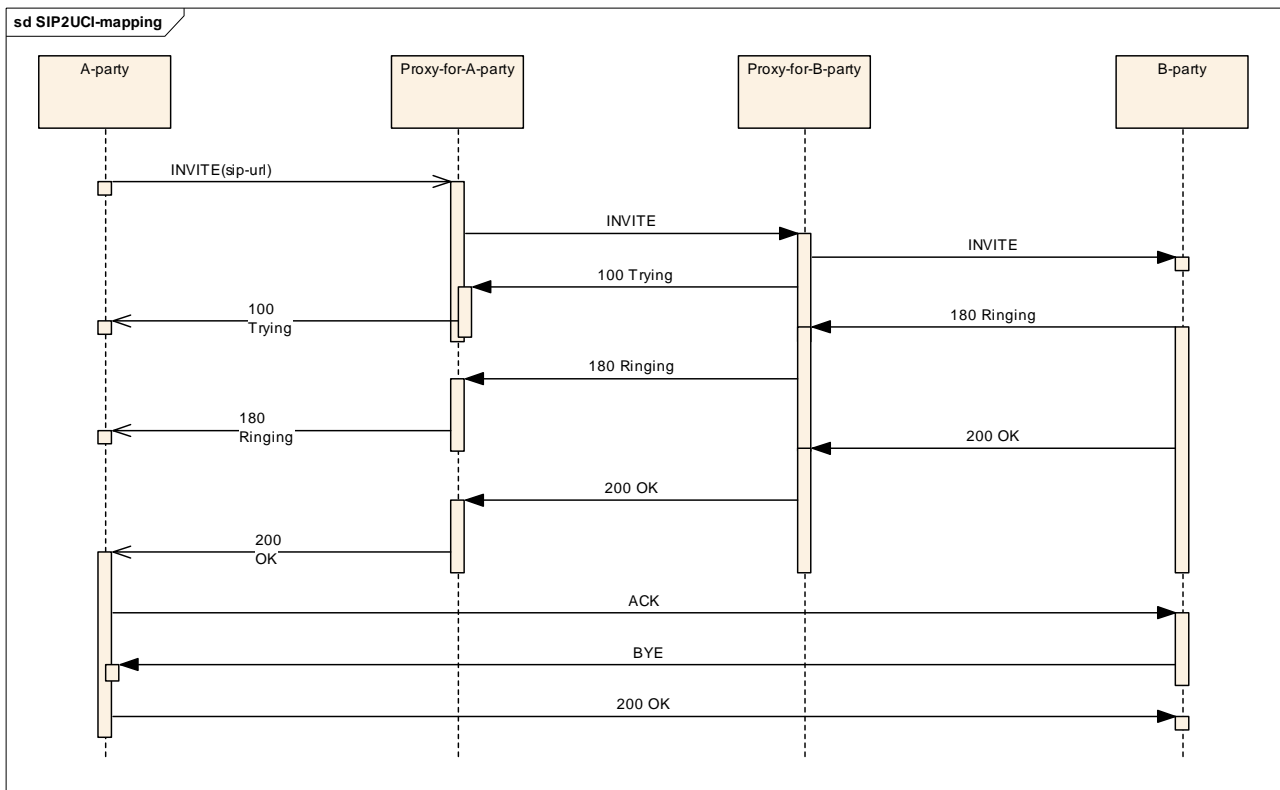 sd SIP2UCI-mapping
A-party
Proxy-for-A-party
Proxy-for-B-party
B-party
INVITE(sip-url)
INVITE
INVITE
100 Trying
100
Trying
180 Ringing
180 Ringing
180
Ringing
200 OK
200 OK
200
OK
ACK
BYE
200 OK